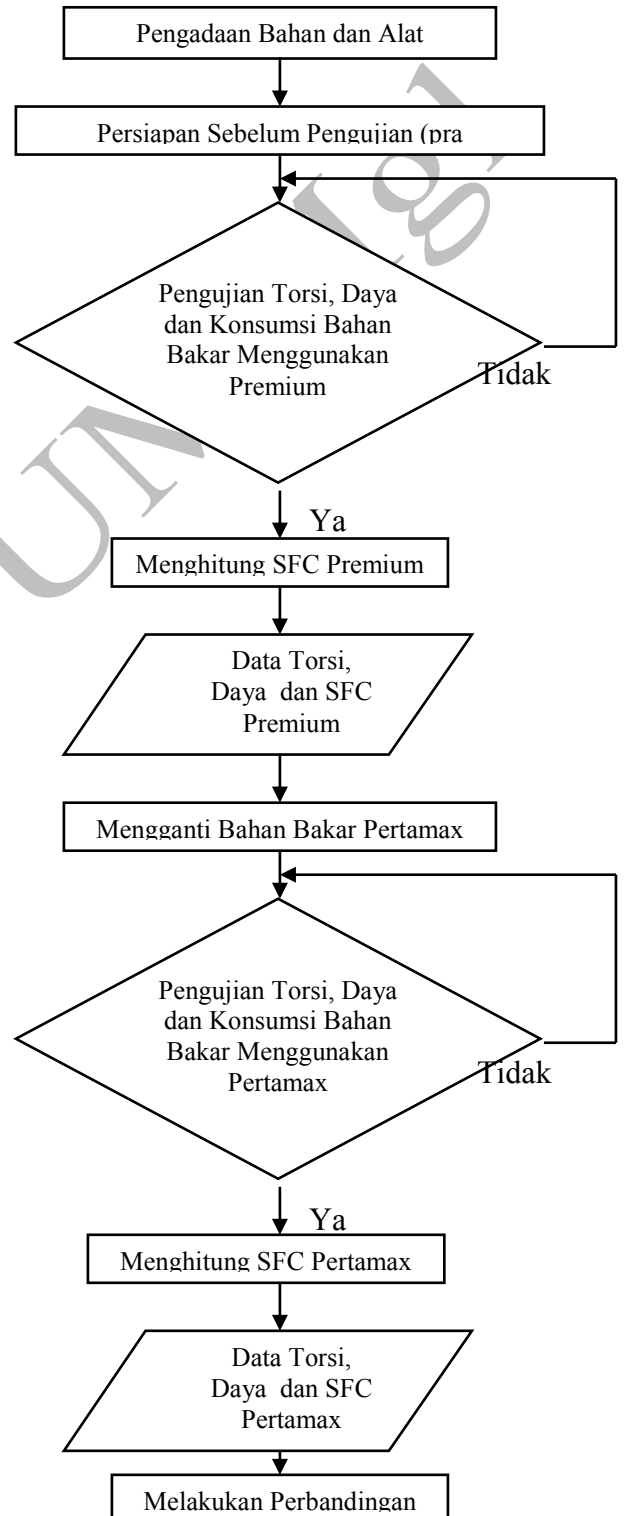 Pengadaan Bahan dan Alat
Persiapan Sebelum Pengujian (pra
Pengujian Torsi, Daya
dan Konsumsi Bahan
Bakar Menggunakan
Premium
Tidak
Ya
Menghitung SFC Premium
Data Torsi,
Daya dan SFC
Premium
Mengganti Bahan Bakar Pertamax
Pengujian Torsi, Daya
dan Konsumsi Bahan
Bakar Menggunakan
Pertamax
Tidak
Ya
Menghitung SFC Pertamax
Data Torsi,
Daya dan SFC
Pertamax
Melakukan Perbandingan